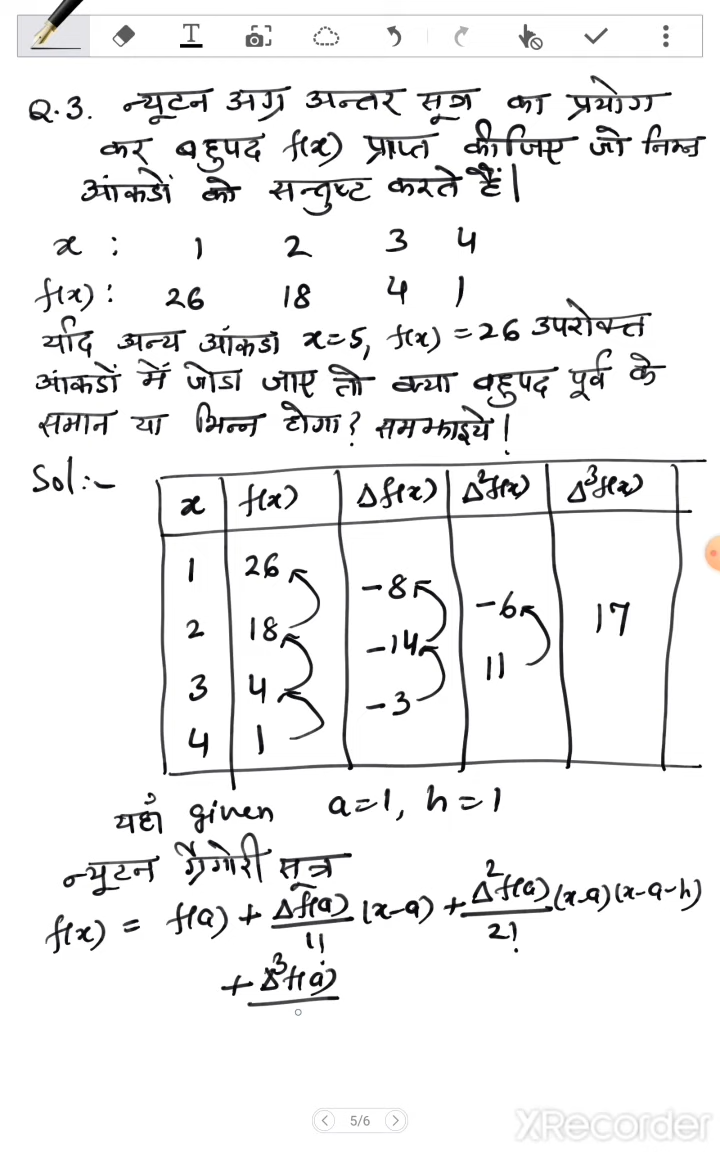 T
Q.3. न्यूटन अग्र अन्तर सूत्र का प्रयोग
कर बहुपद f(x) प्राप्त कीजिए जो निम्न
आंकडों को सन्तुष्ट करते हैं|
x : 1 2 3 4
f(x): 26 18 4 1
यदि अन्य आंकडा x=5, f(x)=26 उपरोक्त
आंकडों में जोडा जाए तो क्या बहुपद पूर्व के
समान या भिन्न होगा? समझाइये!
Sol:-
x f(x) Δf(x) Δ²f(x) Δ³f(x)
1 26
-8
2 18 -6 17
-14
3 4 11
-3
4 1
यहाँ given a=1, h=1
न्यूटन ग्रेगोरी सूत्र
f(x) = f(a) + Δf(a)/1! (x-a) + Δ²f(a)/2! (x-a)(x-a-h)
+ Δ³f(a)
5/6
XRecorder